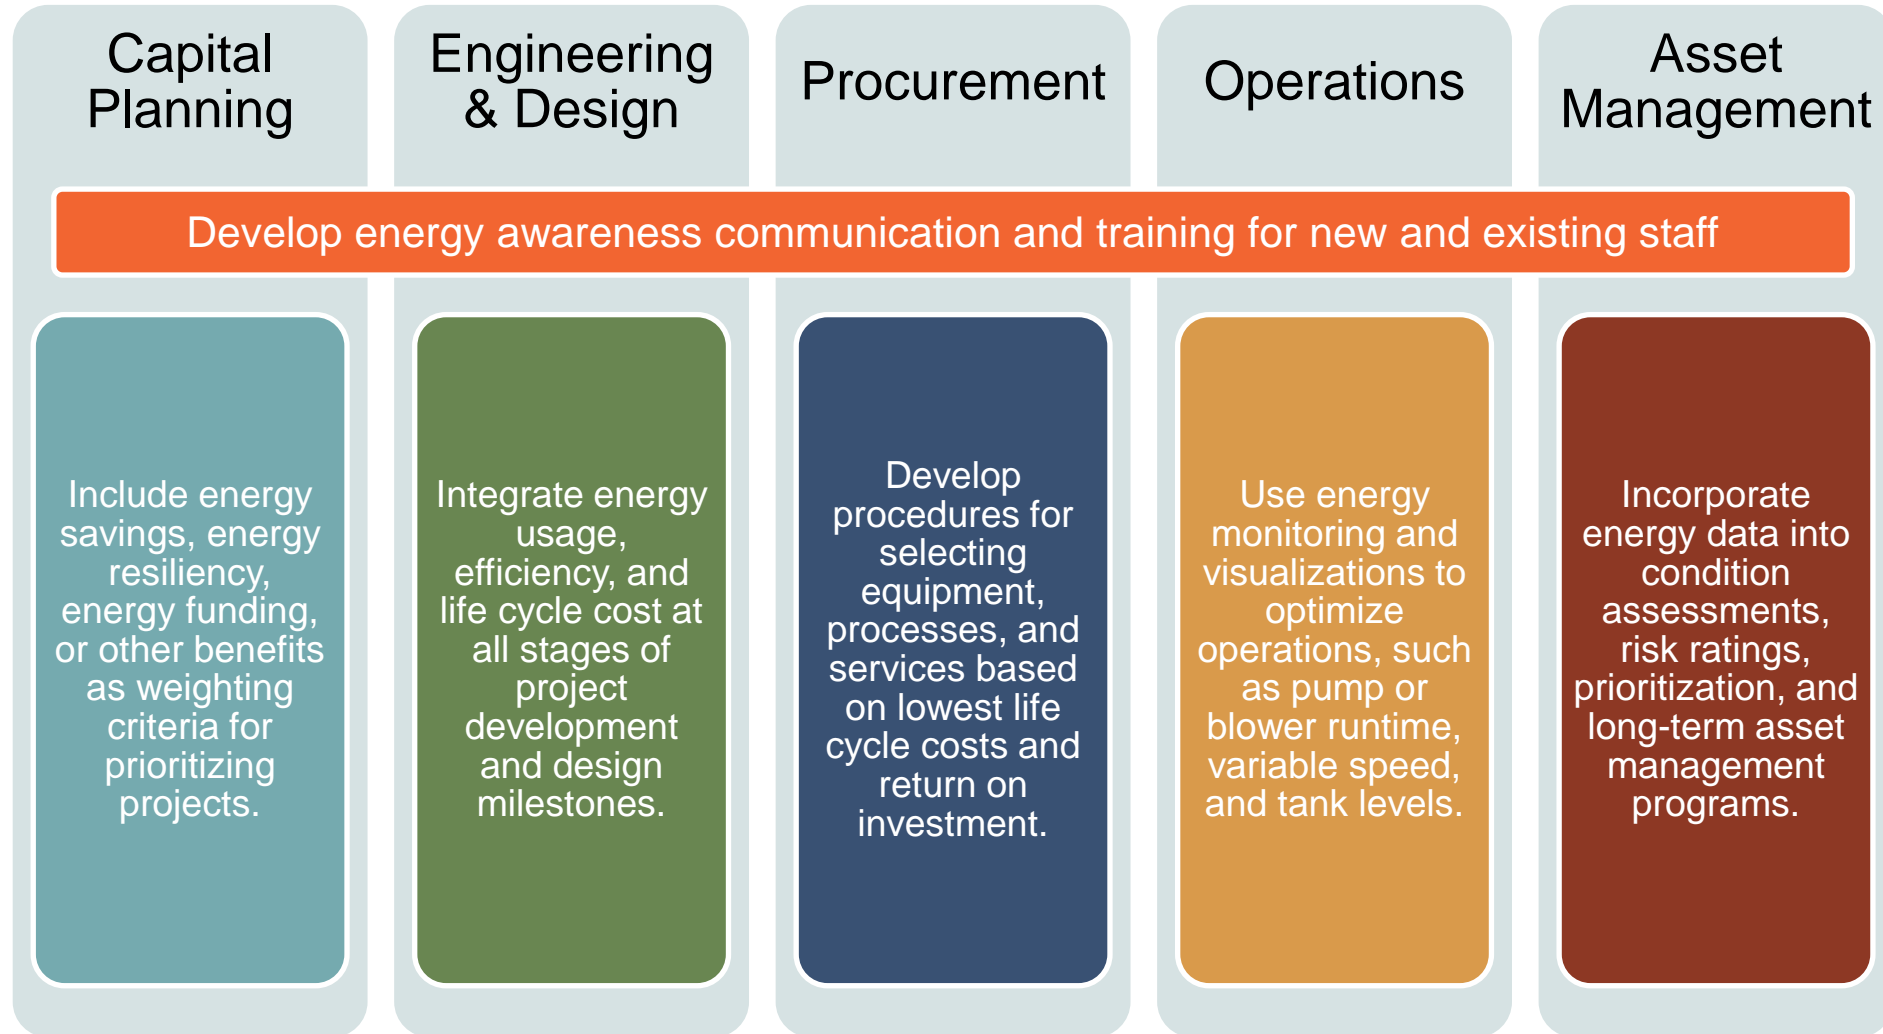 Capital
Planning
Engineering
& Design
Procurement
Operations
Asset
Management
Develop energy awareness communication and training for new and existing staff
Include energy
savings, energy
resiliency,
energy funding,
or other benefits
as weighting
criteria for
prioritizing
projects.
Integrate energy
usage,
efficiency, and
life cycle cost at
all stages of
project
development
and design
milestones.
Develop
procedures for
selecting
equipment,
processes, and
services based
on lowest life
cycle costs and
return on
investment.
Use energy
monitoring and
visualizations to
optimize
operations, such
as pump or
blower runtime,
variable speed,
and tank levels.
Incorporate
energy data into
condition
assessments,
risk ratings,
prioritization, and
long-term asset
management
programs.